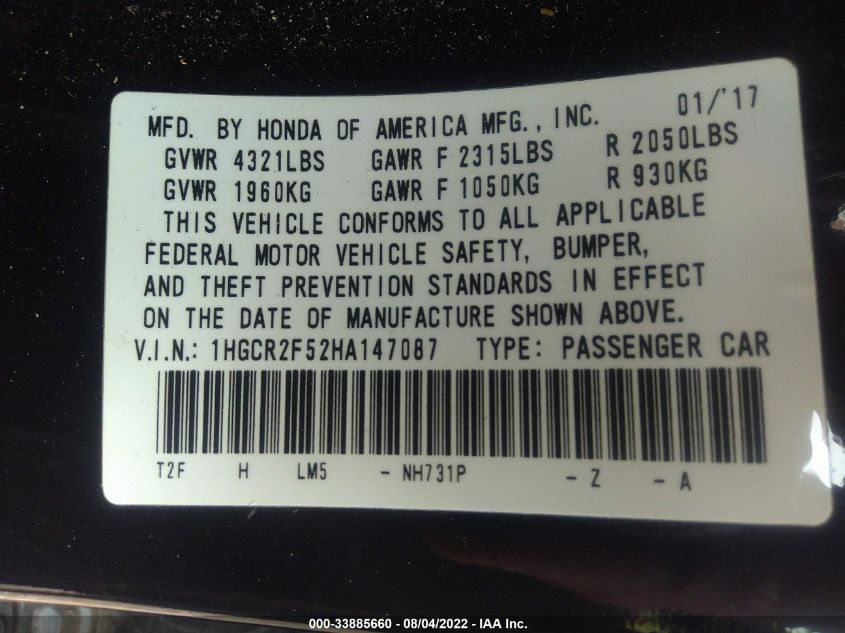 MFD. BY HONDA OF AMERICA MFG., INC. 01/'17
GVWR 4321LBS GAWR F 2315LBS R 2050LBS
GVWR 1960KG GAWR F 1050KG R 930KG
THIS VEHICLE CONFORMS TO ALL APPLICABLE
FEDERAL MOTOR VEHICLE SAFETY, BUMPER,
AND THEFT PREVENTION STANDARDS IN EFFECT
ON THE DATE OF MANUFACTURE SHOWN ABOVE.
V.I.N.: 1HGCR2F52HA147087 TYPE: PASSENGER CAR
T2F H LM5 - NH731P - Z - A
000-33885660 - 08/04/2022 - IAA Inc.